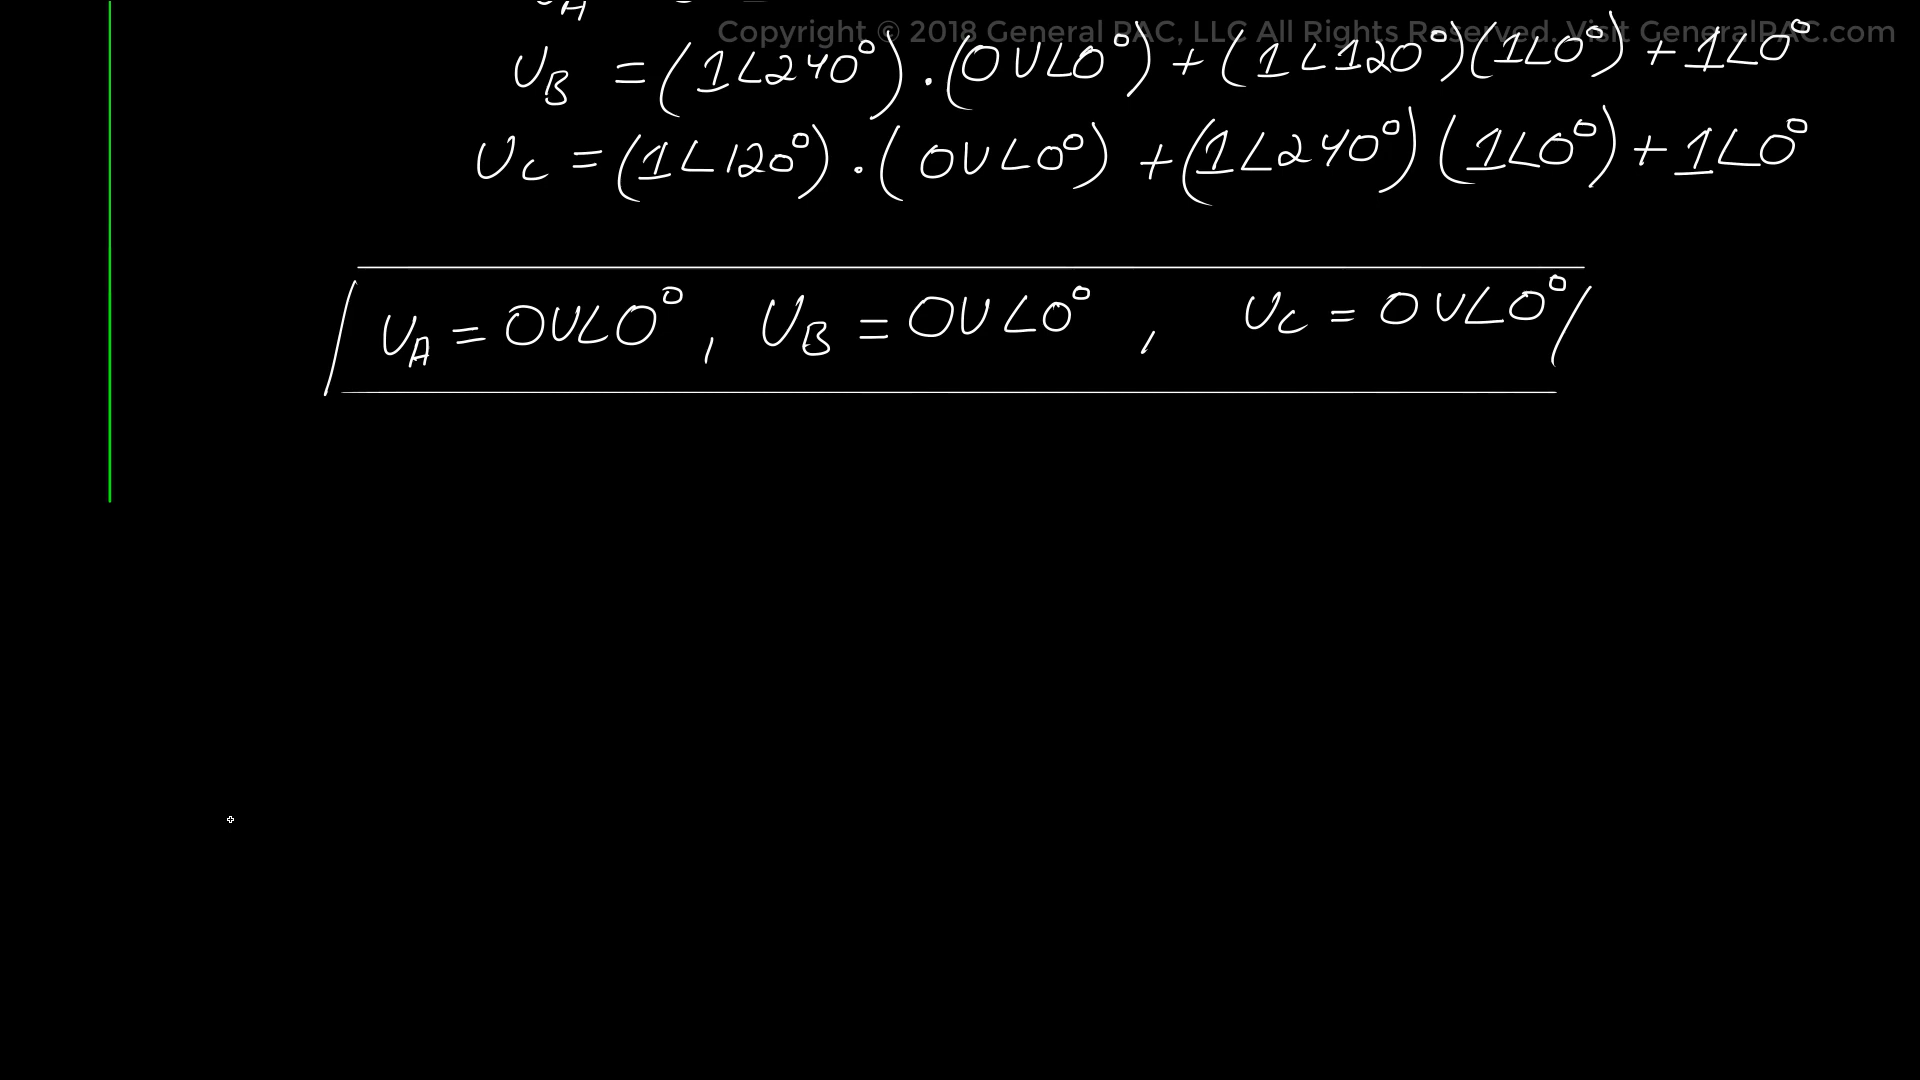 Copyright © 2018 General PAC, LLC All Rights Reserved. Visit GeneralPAC.com
U_B = (1∠240°).(0V∠0°) + (1∠120°)(1∠0°) + 1∠0°
U_C = (1∠120°).(0V∠0°) + (1∠240°)(1∠0°) + 1∠0°
U_A = 0V∠0°, U_B = 0V∠0°, U_C = 0V∠0°